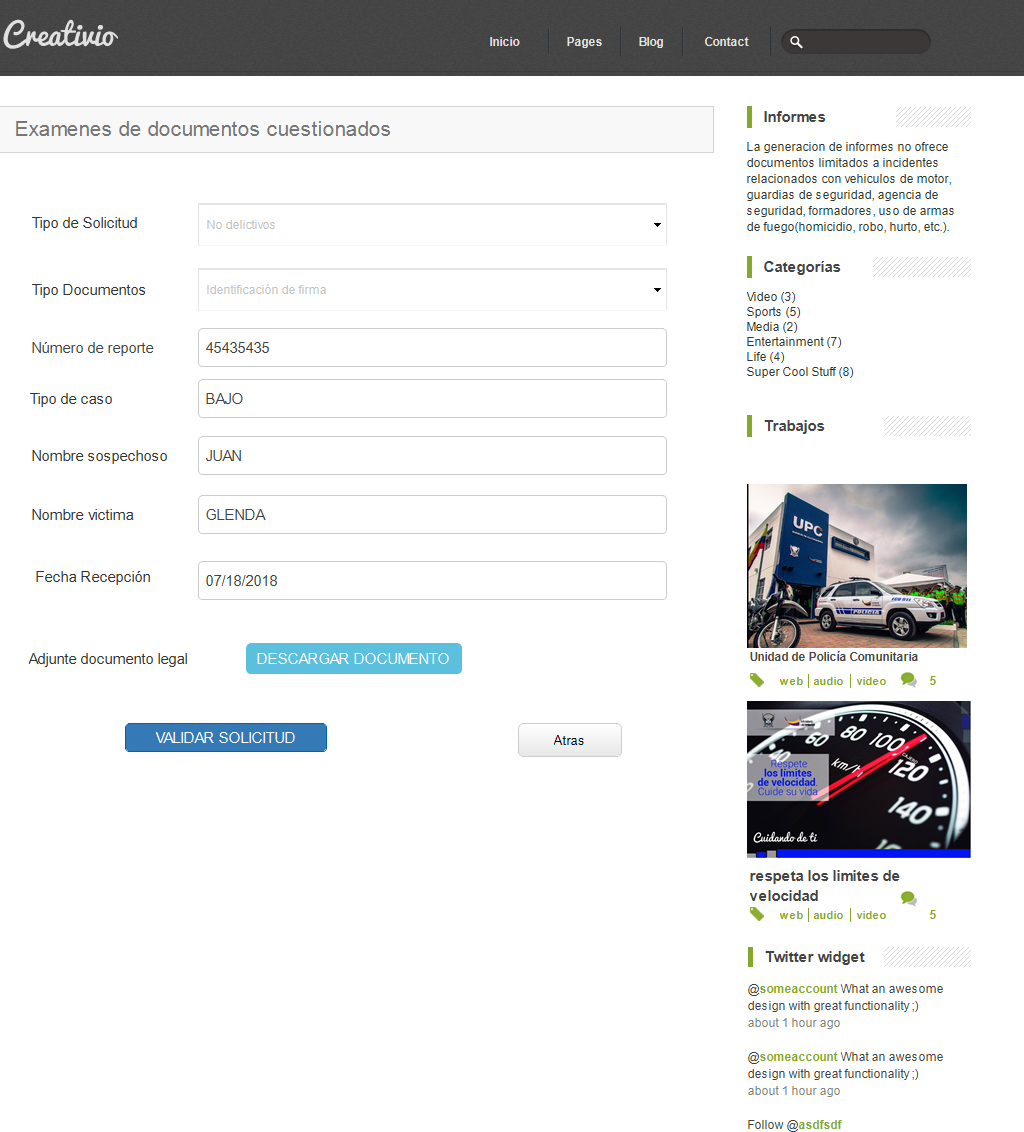 Creativio
Inicio
Pages
Blog
Contact
Examenes de documentos cuestionados
Tipo de Solicitud
No delictivos
Tipo Documentos
Identificación de firma
Número de reporte
45435435
Tipo de caso
BAJO
Nombre sospechoso
JUAN
Nombre victima
GLENDA
Fecha Recepción
07/18/2018
Adjunte documento legal
DESCARGAR DOCUMENTO
VALIDAR SOLICITUD
Atras
Informes
La generacion de informes no ofrece
documentos limitados a incidentes
relacionados con vehiculos de motor,
guardias de seguridad, agencia de
seguridad, formadores, uso de armas
de fuego(homicidio, robo, hurto, etc.).
Categorías
Video (3)
Sports (5)
Media (2)
Entertainment (7)
Life (4)
Super Cool Stuff (8)
Trabajos
UPC
POLICIA
Unidad de Policía Comunitaria
web | audio | video 5
60 80 100 120 140
km/h
Respete
los límites
de velocidad.
Cuide su vida
Cuidando de ti
respeta los limites de
velocidad
web | audio | video 5
Twitter widget
@someaccount What an awesome
design with great functionality ;)
about 1 hour ago
@someaccount What an awesome
design with great functionality ;)
about 1 hour ago
Follow @asdfsdf